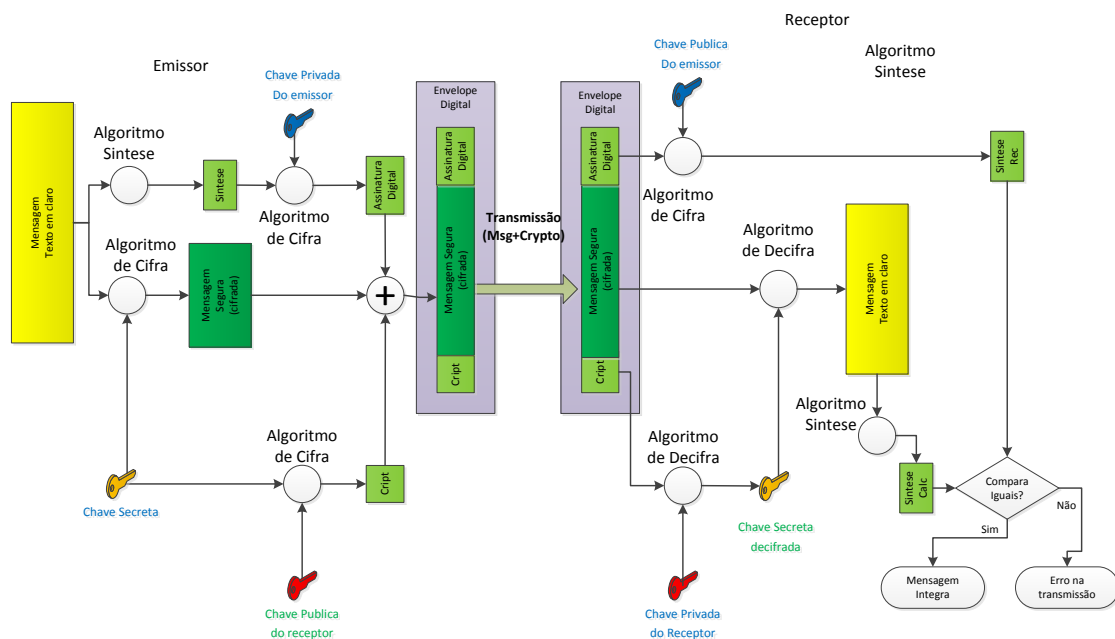 Receptor
Emissor
Algoritmo
Sintese
Chave Privada
Do emissor
Chave Publica
Do emissor
Envelope
Digital
Envelope
Digital
Mensagem
Texto em claro
Algoritmo
Sintese
Sintese
Algoritmo
de Cifra
Assinatura
Digital
Assinatura
Digital
Assinatura
Digital
Algoritmo
de Cifra
Sintese
Rec
Algoritmo
de Cifra
Mensagem
Segura
(cifrada)
Mensagem Segura
(cifrada)
Transmissão
(Msg+Crypto)
Mensagem Segura
(cifrada)
Algoritmo
de Decifra
Mensagem
Texto em claro
+
Cript
Cript
Algoritmo
Sintese
Algoritmo
de Cifra
Cript
Algoritmo
de Decifra
Sintese
Calc
Compara
Iguais?
Não
Sim
Chave Secreta
Chave Secreta
decifrada
Mensagem
Integra
Erro na
transmissão
Chave Publica
do receptor
Chave Privada
do Receptor